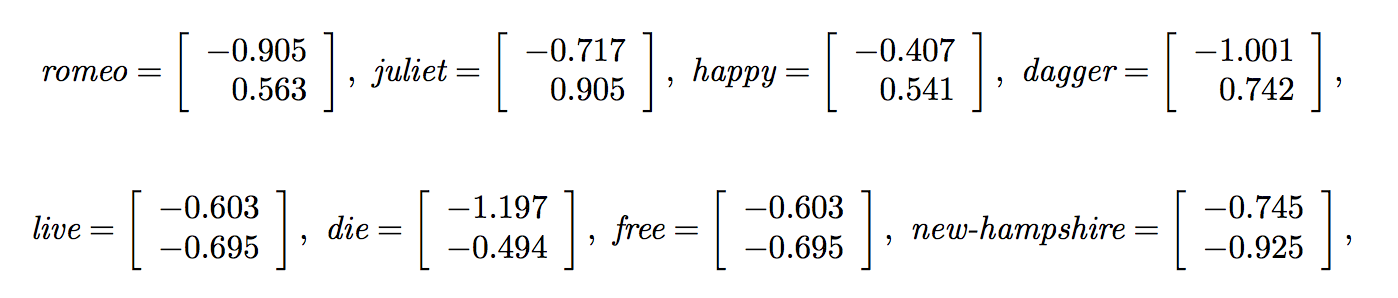 romeo = [ −0.905 0.563 ], juliet = [ −0.717 0.905 ], happy = [ −0.407 0.541 ], dagger = [ −1.001 0.742 ],
live = [ −0.603 −0.695 ], die = [ −1.197 −0.494 ], free = [ −0.603 −0.695 ], new-hampshire = [ −0.745 −0.925 ],